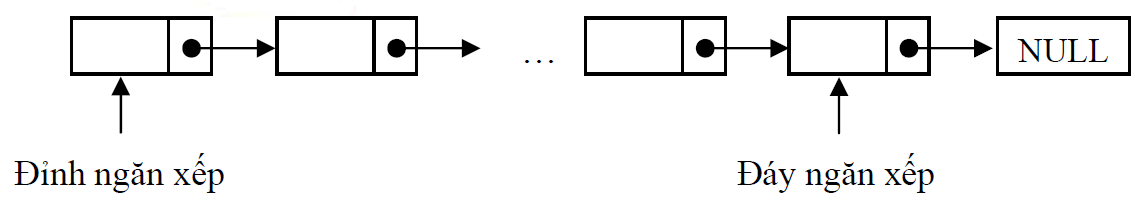 ... NULL
Đỉnh ngăn xếp
Đáy ngăn xếp